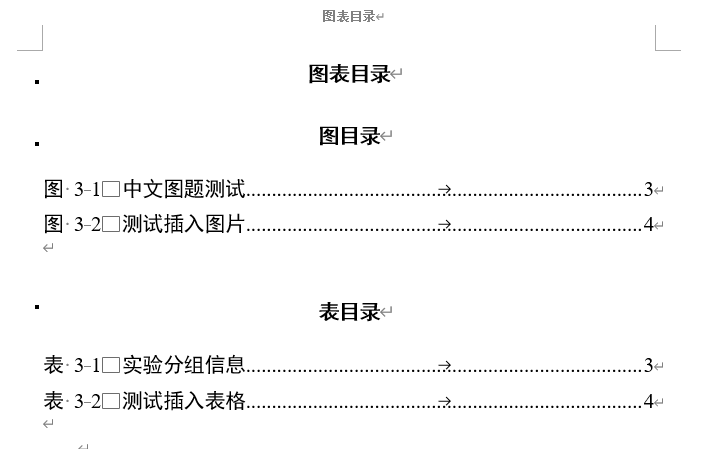 图表目录
图表目录
图目录
图 3-1□中文图题测试......................................→......................................3
图 3-2□测试插入图片......................................→......................................4
表目录
表 3-1□实验分组信息......................................→......................................3
表 3-2□测试插入表格......................................→......................................4